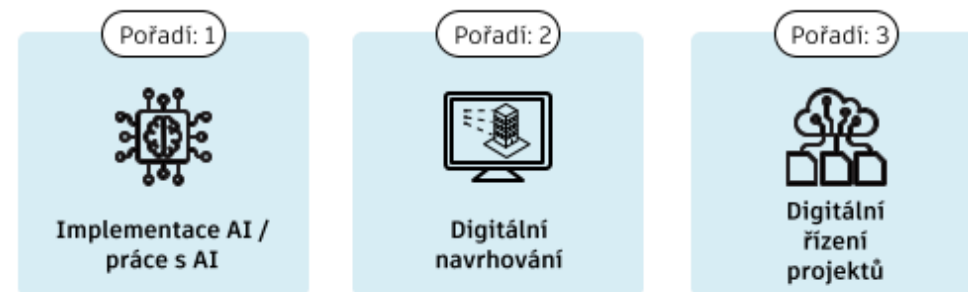 Pořadí: 1
Implementace AI /
práce s AI
Pořadí: 2
Digitální
navrhování
Pořadí: 3
Digitální
řízení
projektů